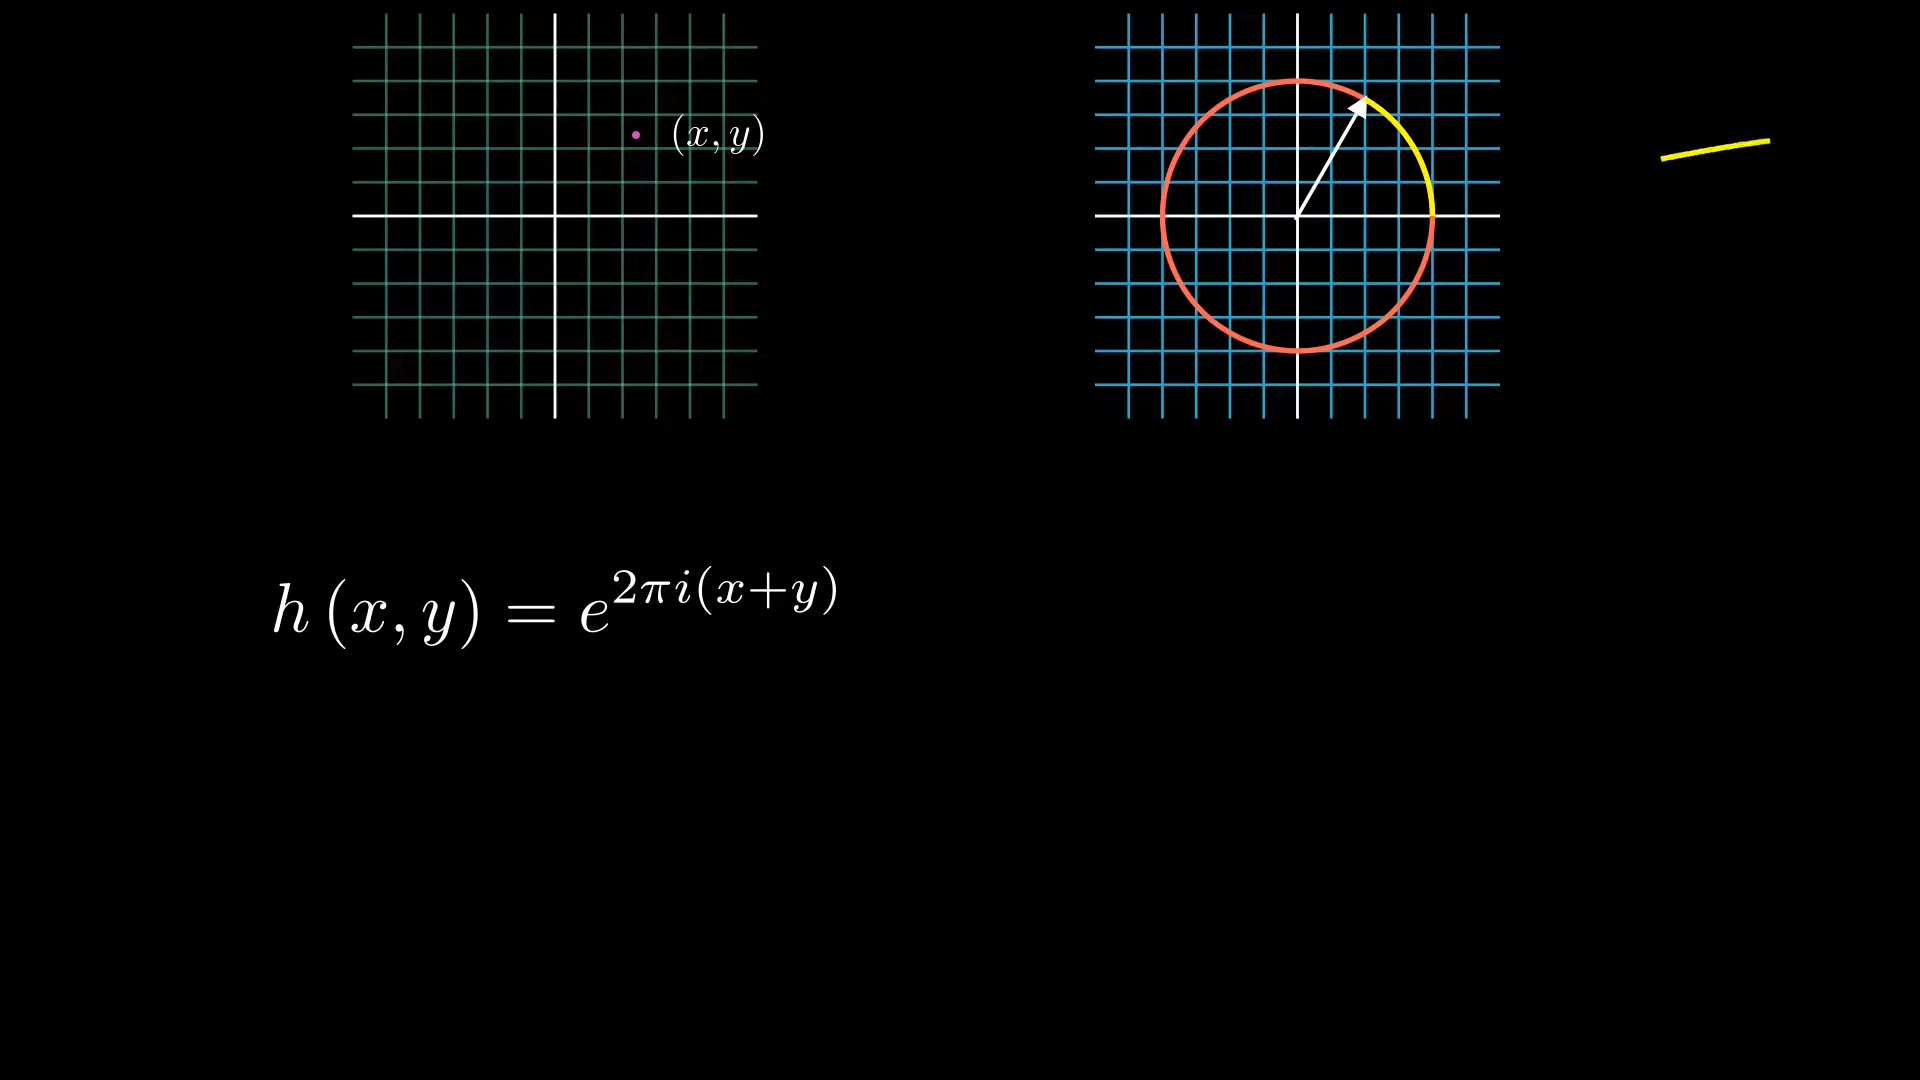 (x, y)
h (x, y) = e^{2πi(x+y)}